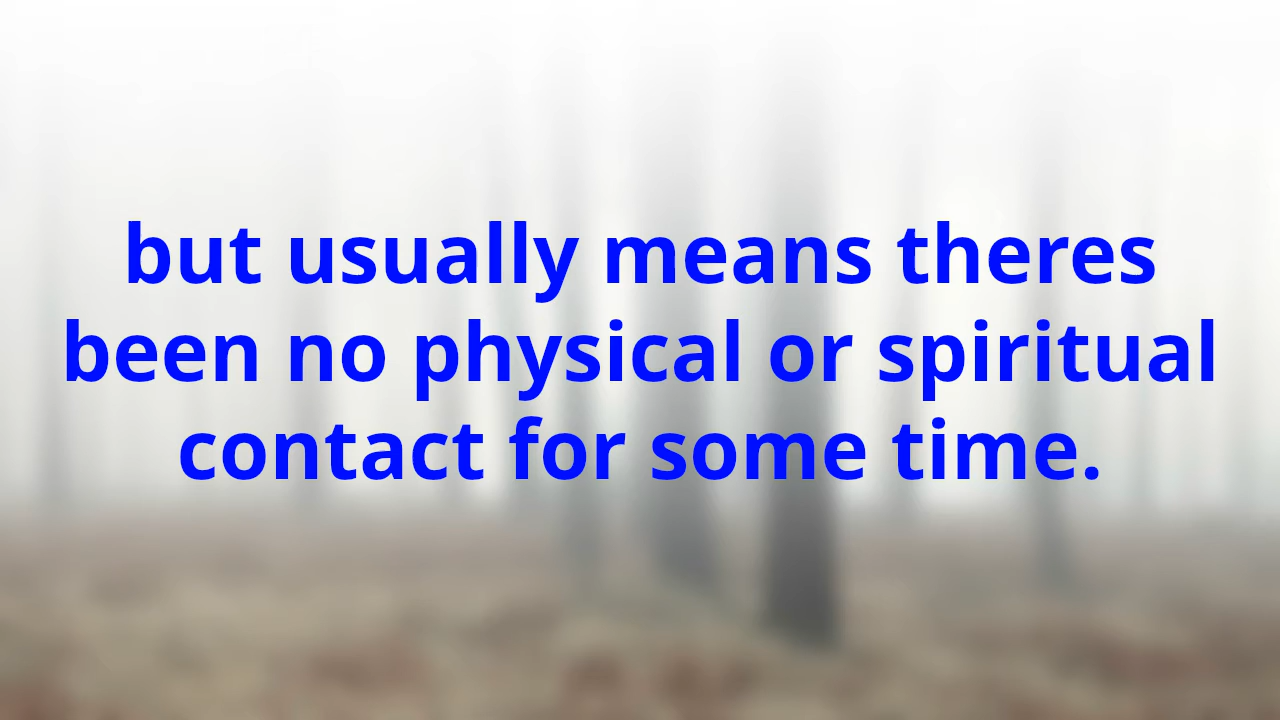 but usually means theres
been no physical or spiritual
contact for some time.